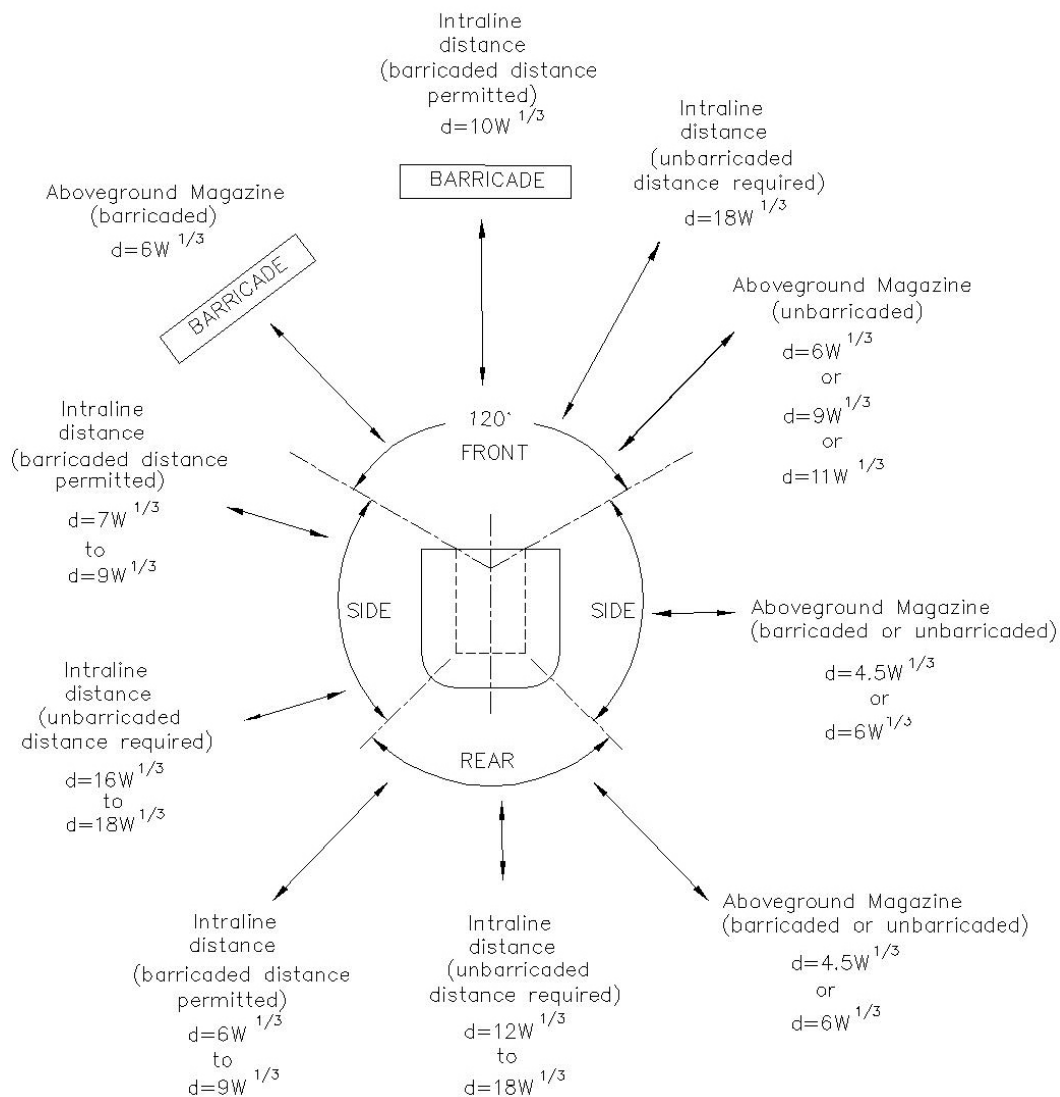 Intraline
distance
(barricaded distance
permitted)
d=10W 1/3
BARRICADE
Intraline
distance
(unbarricaded
distance required)
d=18W 1/3
Aboveground Magazine
(barricaded)
d=6W 1/3
BARRICADE
Aboveground Magazine
(unbarricaded)
d=6W 1/3
or
d=9W 1/3
or
d=11W 1/3
120°
FRONT
Intraline
distance
(barricaded distance
permitted)
d=7W 1/3
to
d=9W 1/3
SIDE
SIDE
Aboveground Magazine
(barricaded or unbarricaded)
d=4.5W 1/3
or
d=6W 1/3
Intraline
distance
(unbarricaded
distance required)
d=16W 1/3
to
d=18W 1/3
REAR
Intraline
distance
(barricaded distance
permitted)
d=6W 1/3
to
d=9W 1/3
Intraline
distance
(unbarricaded
distance required)
d=12W 1/3
to
d=18W 1/3
Aboveground Magazine
(barricaded or unbarricaded)
d=4.5W 1/3
or
d=6W 1/3